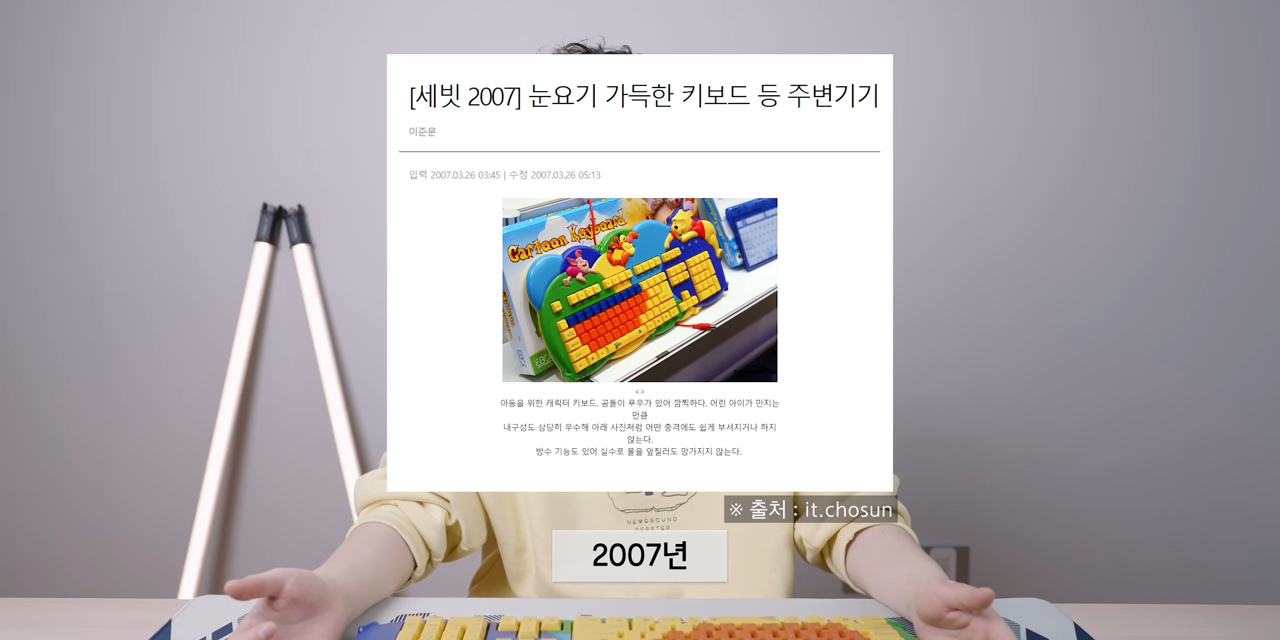 [세빗 2007] 눈요기 가득한 키보드 등 주변기기
이준문
입력 2007.03.26 03:45 | 수정 2007.03.26 05:13
Cartoon Keyboard
<>
아동을 위한 캐릭터 키보드. 곰돌이 푸우가 있어 깜찍하다. 어린 아이가 만지는
만큼
내구성도 상당히 우수해 아래 사진처럼 어떤 충격에도 쉽게 부셔지거나 하지
않는다.
방수 기능도 있어 실수로 물을 엎질러도 망가지지 않는다.
※ 출처 : it.chosun
NEWGROUND
2007년